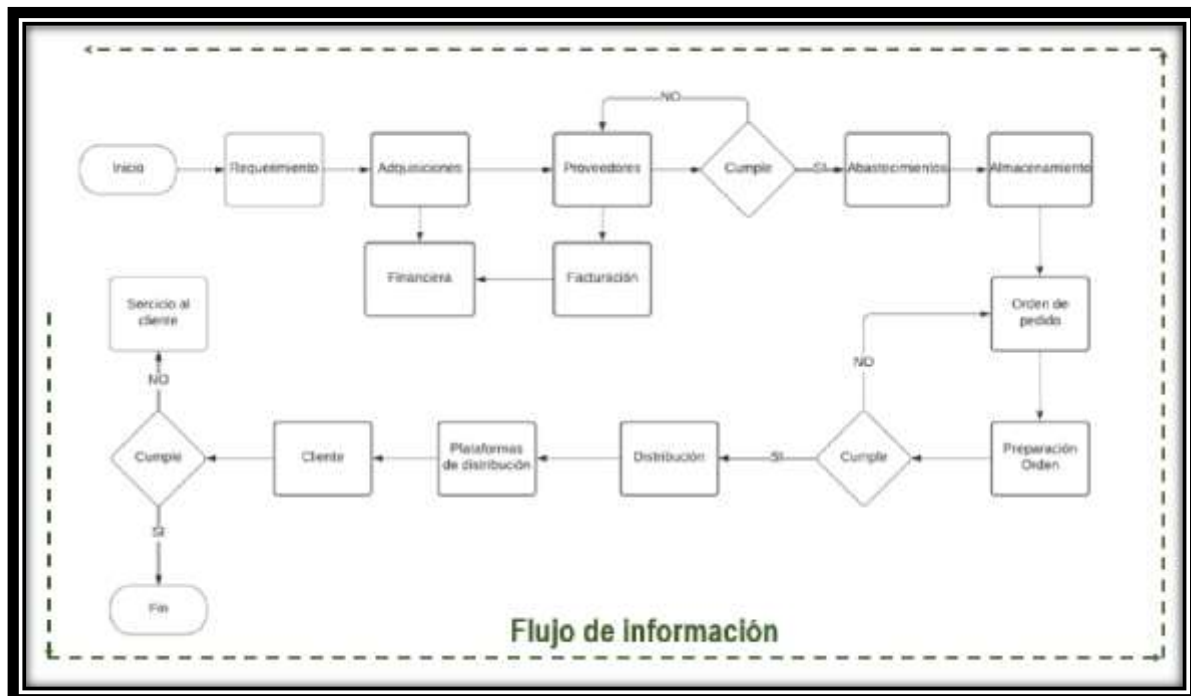 NO
Inicio
Requerimiento
Adquisiciones
Proveedores
Cumple
SI
Abastecimientos
Almacenamiento
Financiera
Facturación
Sercicio al
cliente
Orden de
pedido
NO
NO
Cumple
Cliente
Plataformas
de distribución
Distribución
SI
Cumple
Preparación
Orden
SI
Fin
Flujo de información